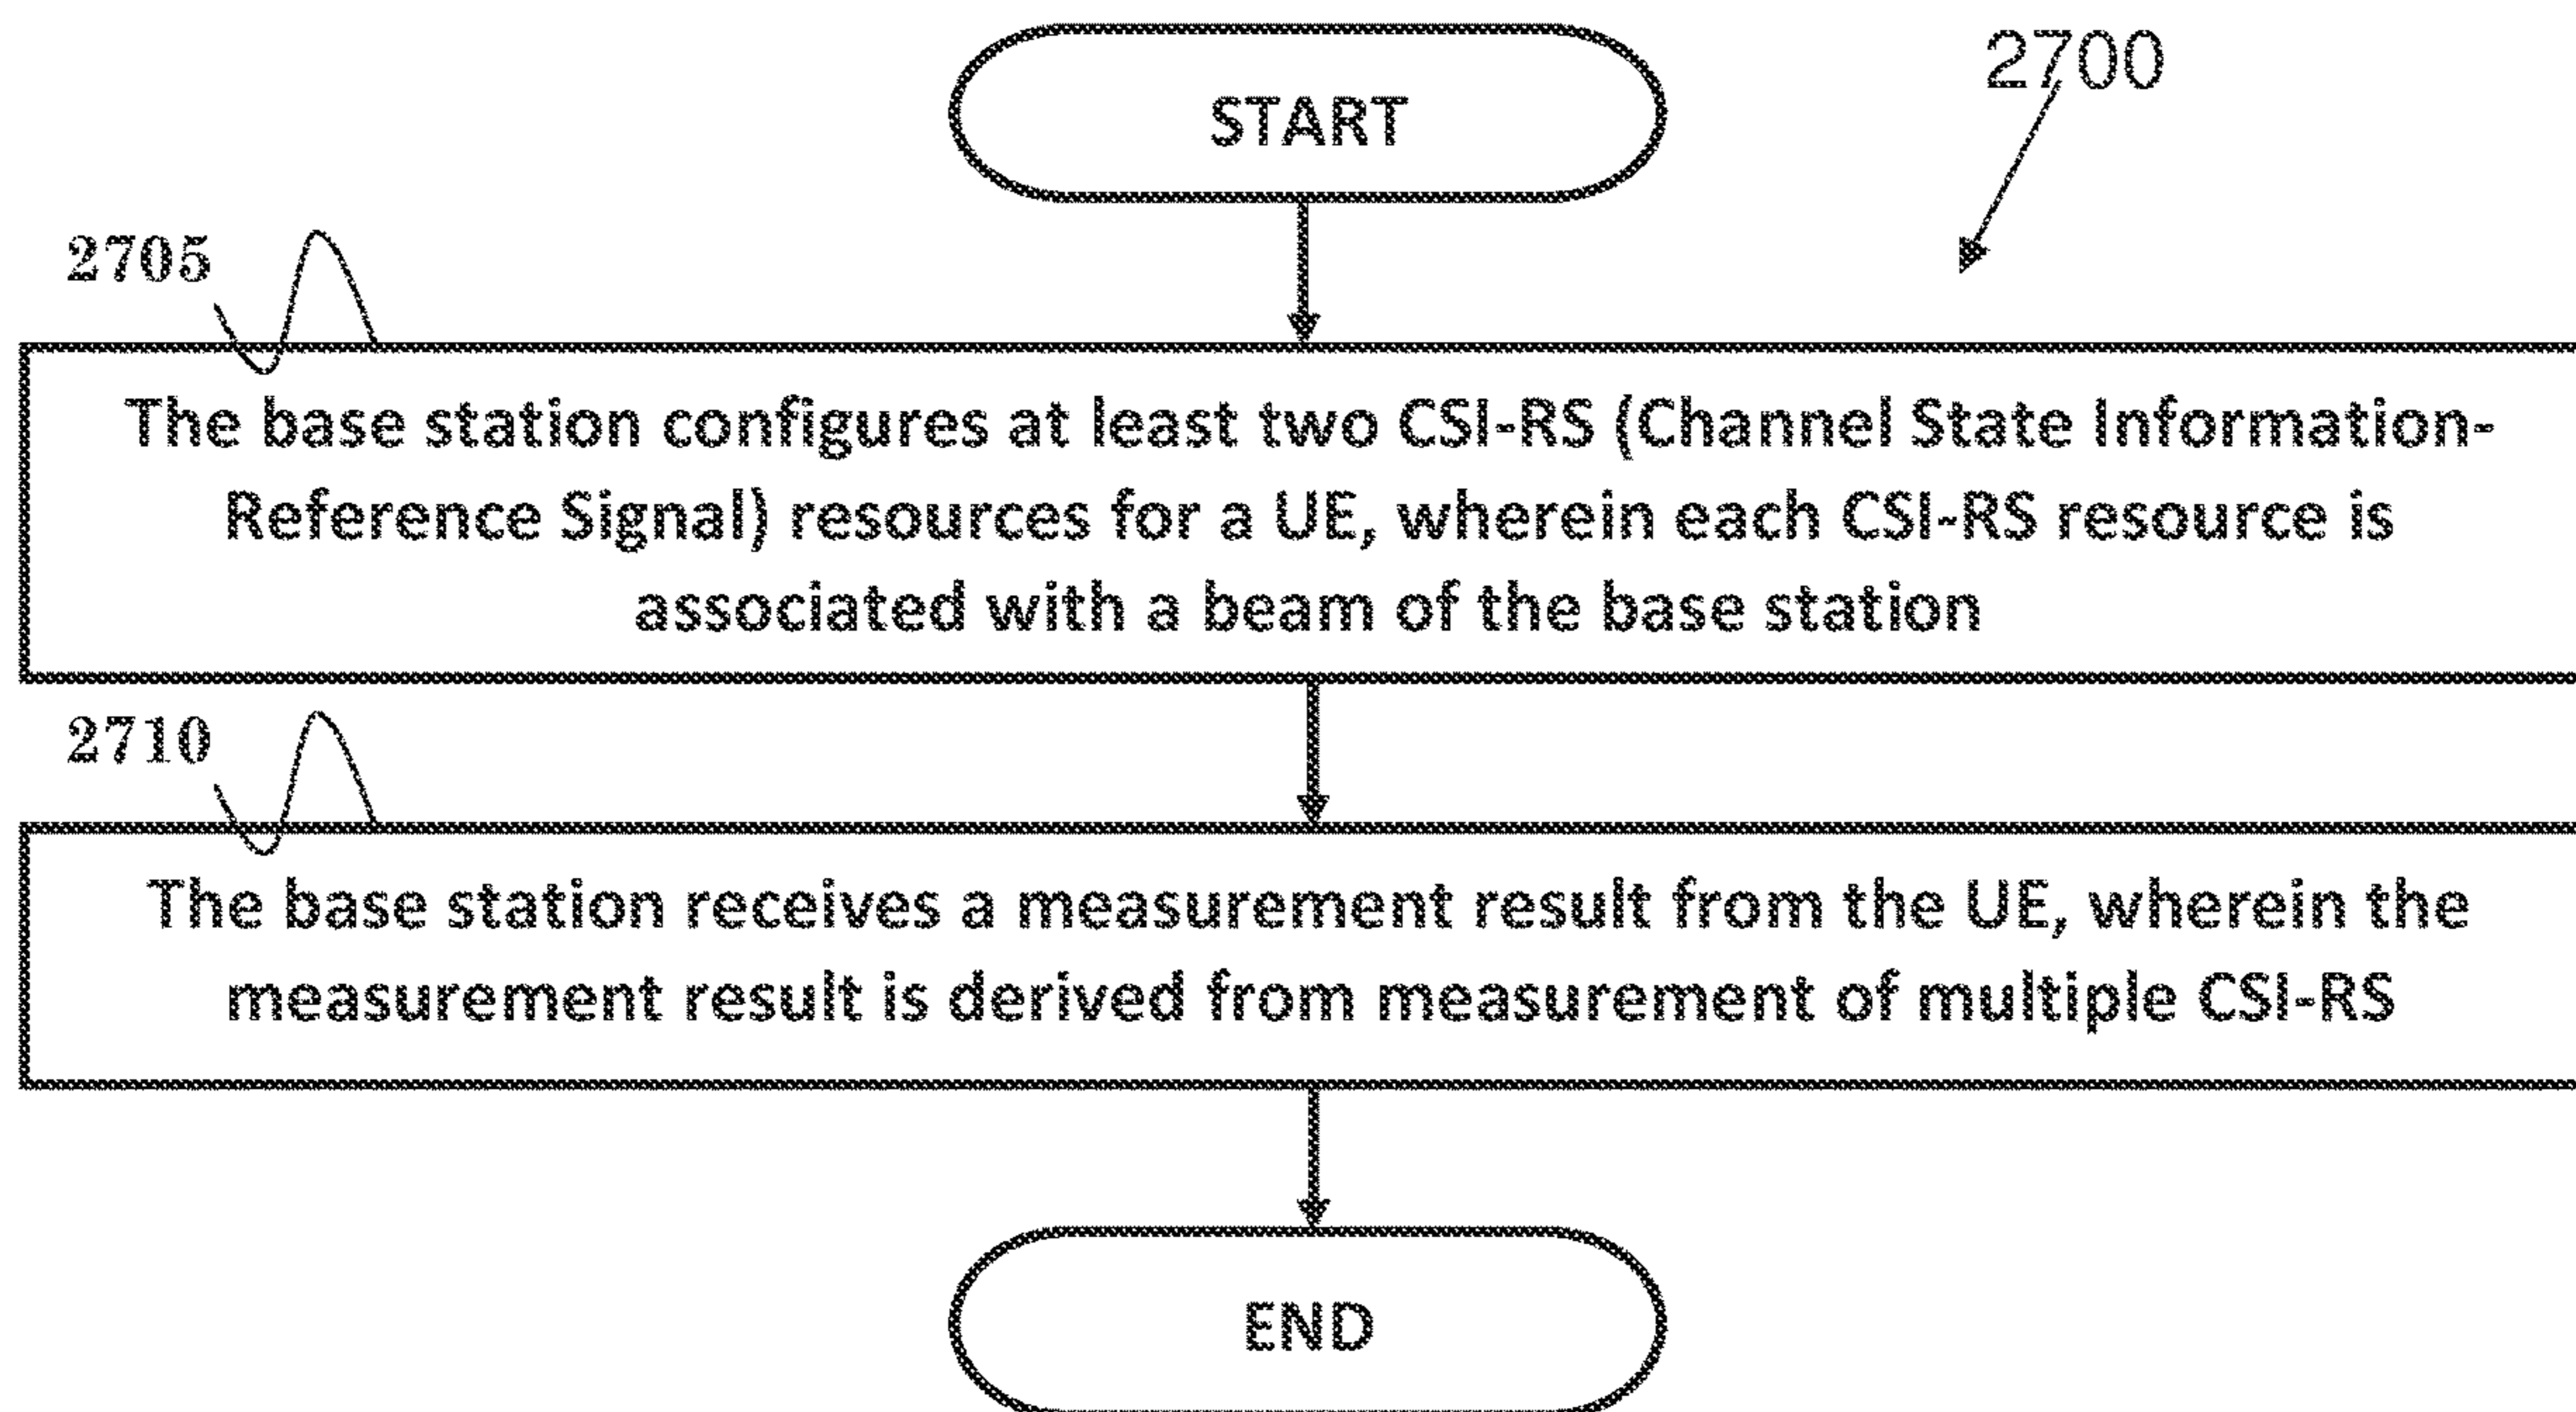 START
2700
2705
The base station configures at least two CSI-RS (Channel State Information-
Reference Signal) resources for a UE, wherein each CSI-RS resource is
associated with a beam of the base station
2710
The base station receives a measurement result from the UE, wherein the
measurement result is derived from measurement of multiple CSI-RS
END